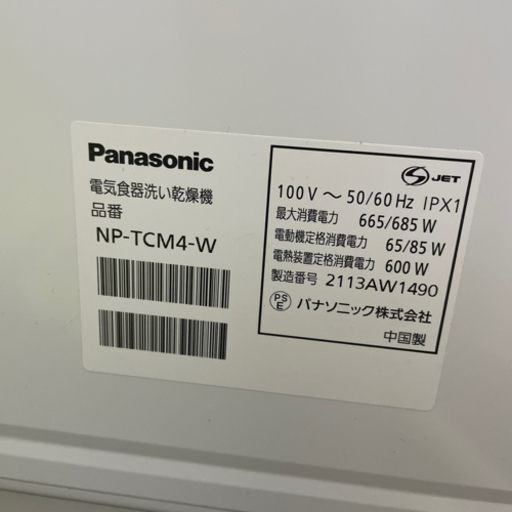 Panasonic
電気食器洗い乾燥機
品番
NP-TCM4-W
JET
100V ～ 50/60Hz IPX1
最大消費電力 665/685 W
電動機定格消費電力 65/85 W
電熱装置定格消費電力 600 W
製造番号 2113AW1490
PS
E
パナソニック株式会社
中国製